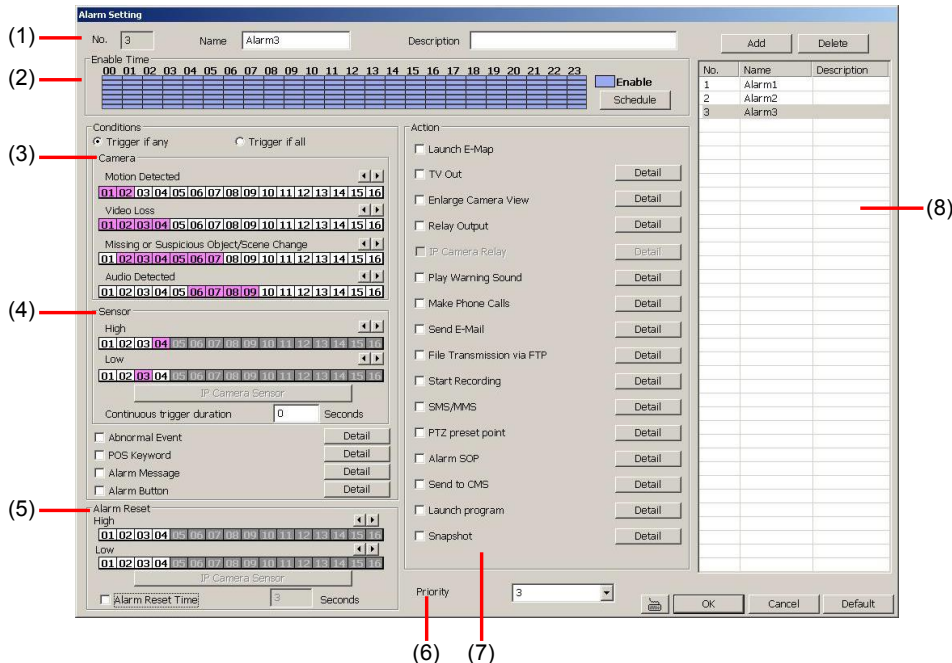 Alarm Setting
(1)
No. 3 Name Alarm3 Description
Add Delete
Enable Time
(2)
00 01 02 03 04 05 06 07 08 09 10 11 12 13 14 15 16 17 18 19 20 21 22 23
Enable
Schedule
No. Name Description
1 Alarm1
2 Alarm2
3 Alarm3
(8)
Conditions
Trigger if any Trigger if all
(3)
Camera
Motion Detected
01 02 03 04 05 06 07 08 09 10 11 12 13 14 15 16
Video Loss
01 02 03 04 05 06 07 08 09 10 11 12 13 14 15 16
Missing or Suspicious Object/Scene Change
01 02 03 04 05 06 07 08 09 10 11 12 13 14 15 16
Audio Detected
01 02 03 04 05 06 07 08 09 10 11 12 13 14 15 16
(4)
Sensor
High
01 02 03 04 05 06 07 08 09 10 11 12 13 14 15 16
Low
01 02 03 04 05 06 07 08 09 10 11 12 13 14 15 16
IP Camera Sensor
Continuous trigger duration 0 Seconds
Abnormal Event Detail
POS Keyword Detail
Alarm Message Detail
Alarm Button Detail
(5)
Alarm Reset
High
01 02 03 04 05 06 07 08 09 10 11 12 13 14 15 16
Low
01 02 03 04 05 06 07 08 09 10 11 12 13 14 15 16
IP Camera Sensor
Alarm Reset Time 3 Seconds
Action
Launch E-Map
TV Out Detail
Enlarge Camera View Detail
Relay Output Detail
IP Camera Relay Detail
Play Warning Sound Detail
Make Phone Calls Detail
Send E-Mail Detail
File Transmission via FTP Detail
Start Recording Detail
SMS/MMS Detail
PTZ preset point Detail
Alarm SOP Detail
Send to CMS Detail
Launch program Detail
Snapshot Detail
Priority 3
OK Cancel Default
(6) (7)